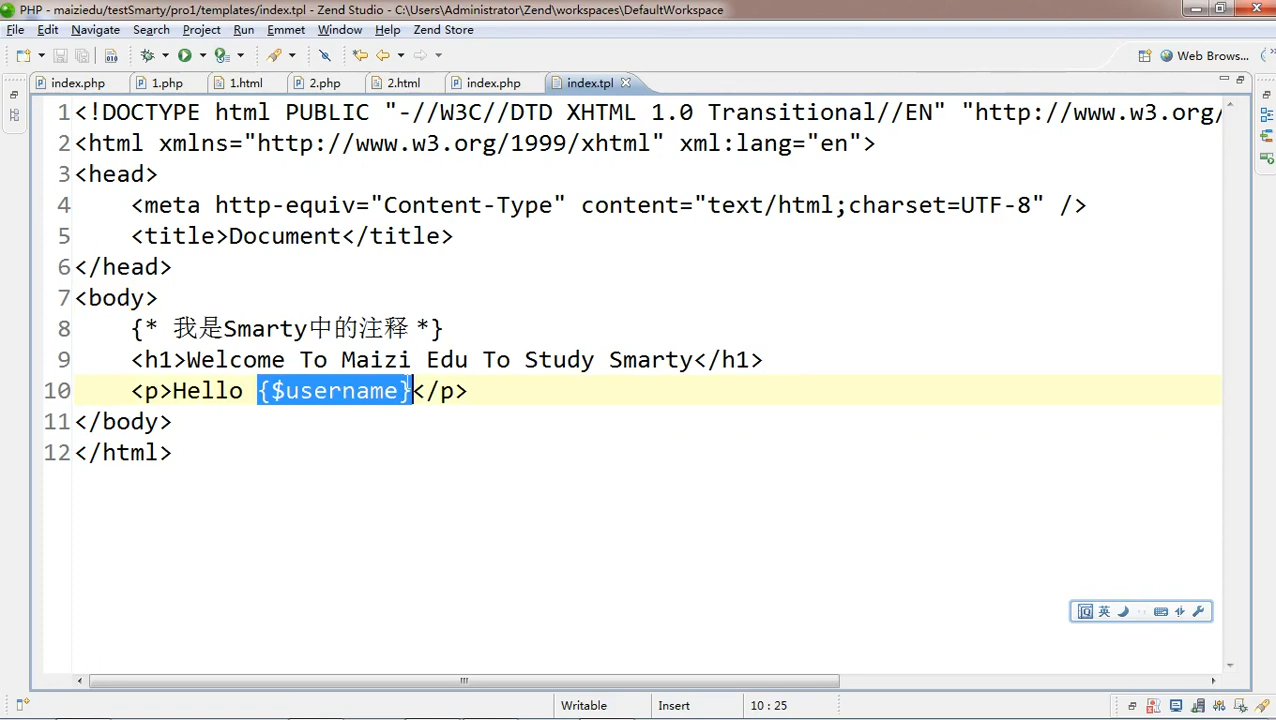 PHP - maiziedu/testSmarty/pro1/templates/index.tpl - Zend Studio - C:\Users\Administrator\Zend\workspaces\DefaultWorkspace
File Edit Navigate Search Project Run Emmet Window Help Zend Store
Web Brows...
index.php 1.php 1.html 2.php 2.html index.php index.tpl
1 <!DOCTYPE html PUBLIC "-//W3C//DTD XHTML 1.0 Transitional//EN" "http://www.w3.org/
2 <html xmlns="http://www.w3.org/1999/xhtml" xml:lang="en">
3 <head>
4 <meta http-equiv="Content-Type" content="text/html;charset=UTF-8" />
5 <title>Document</title>
6 </head>
7 <body>
8 {* 我是Smarty中的注释 *}
9 <h1>Welcome To Maizi Edu To Study Smarty</h1>
10 <p>Hello {$username}</p>
11 </body>
12 </html>
英
Writable Insert 10 : 25